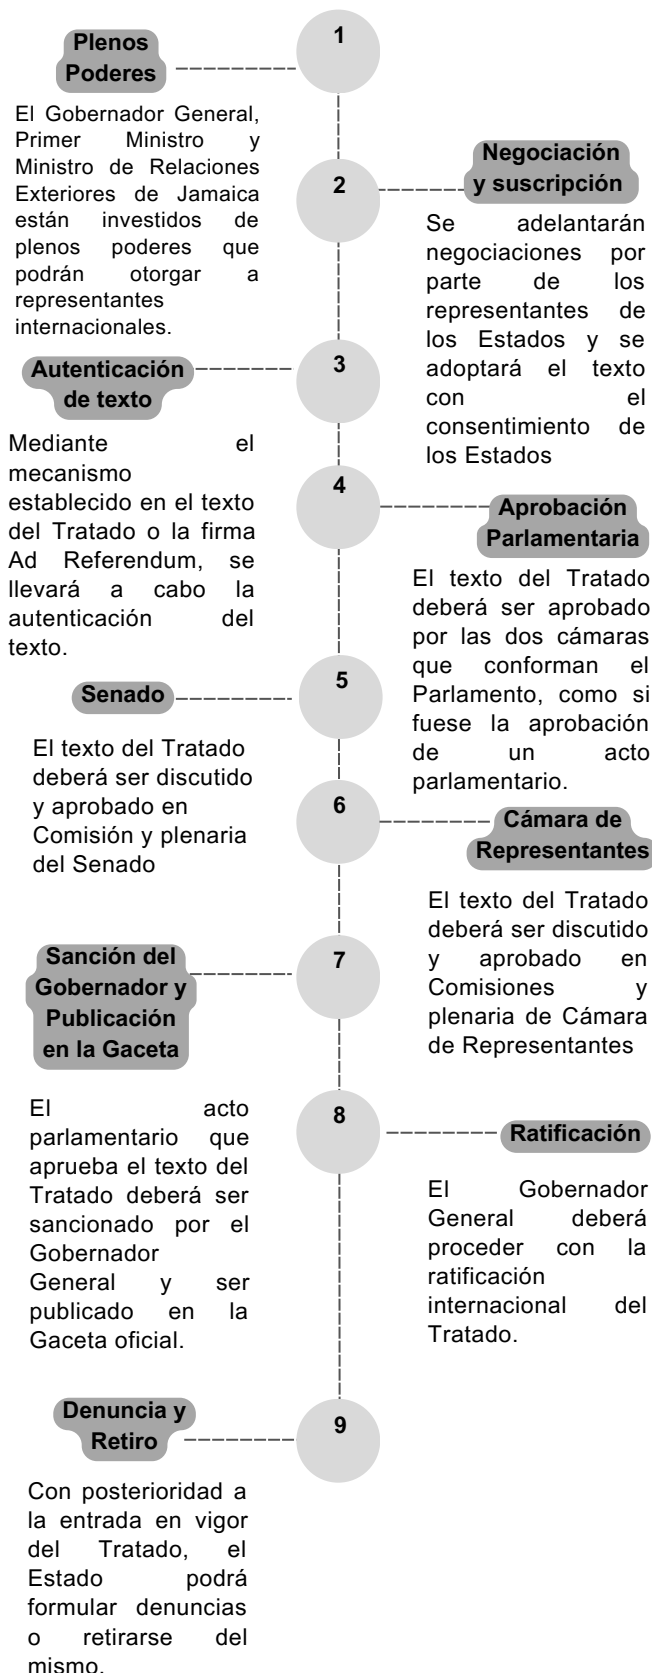 1
Plenos
Poderes
El Gobernador General,
Primer Ministro y
Ministro de Relaciones
Exteriores de Jamaica
están investidos de
plenos poderes que
podrán otorgar a
representantes
internacionales.
2
Negociación
y suscripción
Se adelantarán
negociaciones por
parte de los
representantes de
los Estados y se
adoptará el texto
con el
consentimiento de
los Estados
3
Autenticación
de texto
Mediante el
mecanismo
establecido en el texto
del Tratado o la firma
Ad Referendum, se
llevará a cabo la
autenticación del
texto.
4
Aprobación
Parlamentaria
El texto del Tratado
deberá ser aprobado
por las dos cámaras
que conforman el
Parlamento, como si
fuese la aprobación
de un acto
parlamentario.
5
Senado
El texto del Tratado
deberá ser discutido
y aprobado en
Comisión y plenaria
del Senado
6
Cámara de
Representantes
El texto del Tratado
deberá ser discutido
y aprobado en
Comisiones y
plenaria de Cámara
de Representantes
7
Sanción del
Gobernador y
Publicación
en la Gaceta
El acto
parlamentario que
aprueba el texto del
Tratado deberá ser
sancionado por el
Gobernador
General y ser
publicado en la
Gaceta oficial.
8
Ratificación
El Gobernador
General deberá
proceder con la
ratificación
internacional del
Tratado.
9
Denuncia y
Retiro
Con posterioridad a
la entrada en vigor
del Tratado, el
Estado podrá
formular denuncias
o retirarse del
mismo.